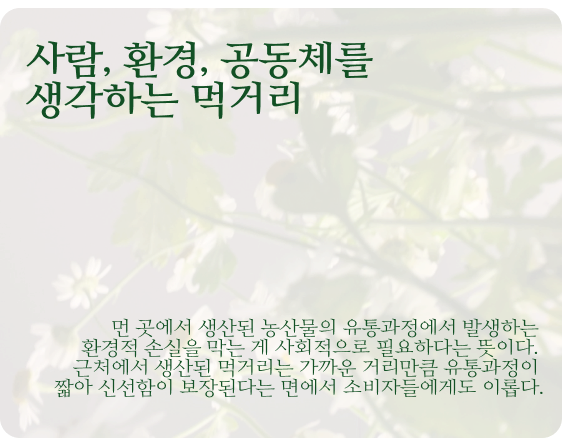 사람, 환경, 공동체를
생각하는 먹거리
먼 곳에서 생산된 농산물의 유통과정에서 발생하는
환경적 손실을 막는 게 사회적으로 필요하다는 뜻이다.
근처에서 생산된 먹거리는 가까운 거리만큼 유통과정이
짧아 신선함이 보장된다는 면에서 소비자들에게도 이롭다.